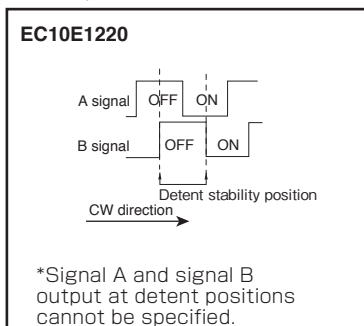 EC10E1220
A signal OFF ON
B signal OFF ON
Detent stability position
CW direction
*Signal A and signal B
output at detent positions
cannot be specified.